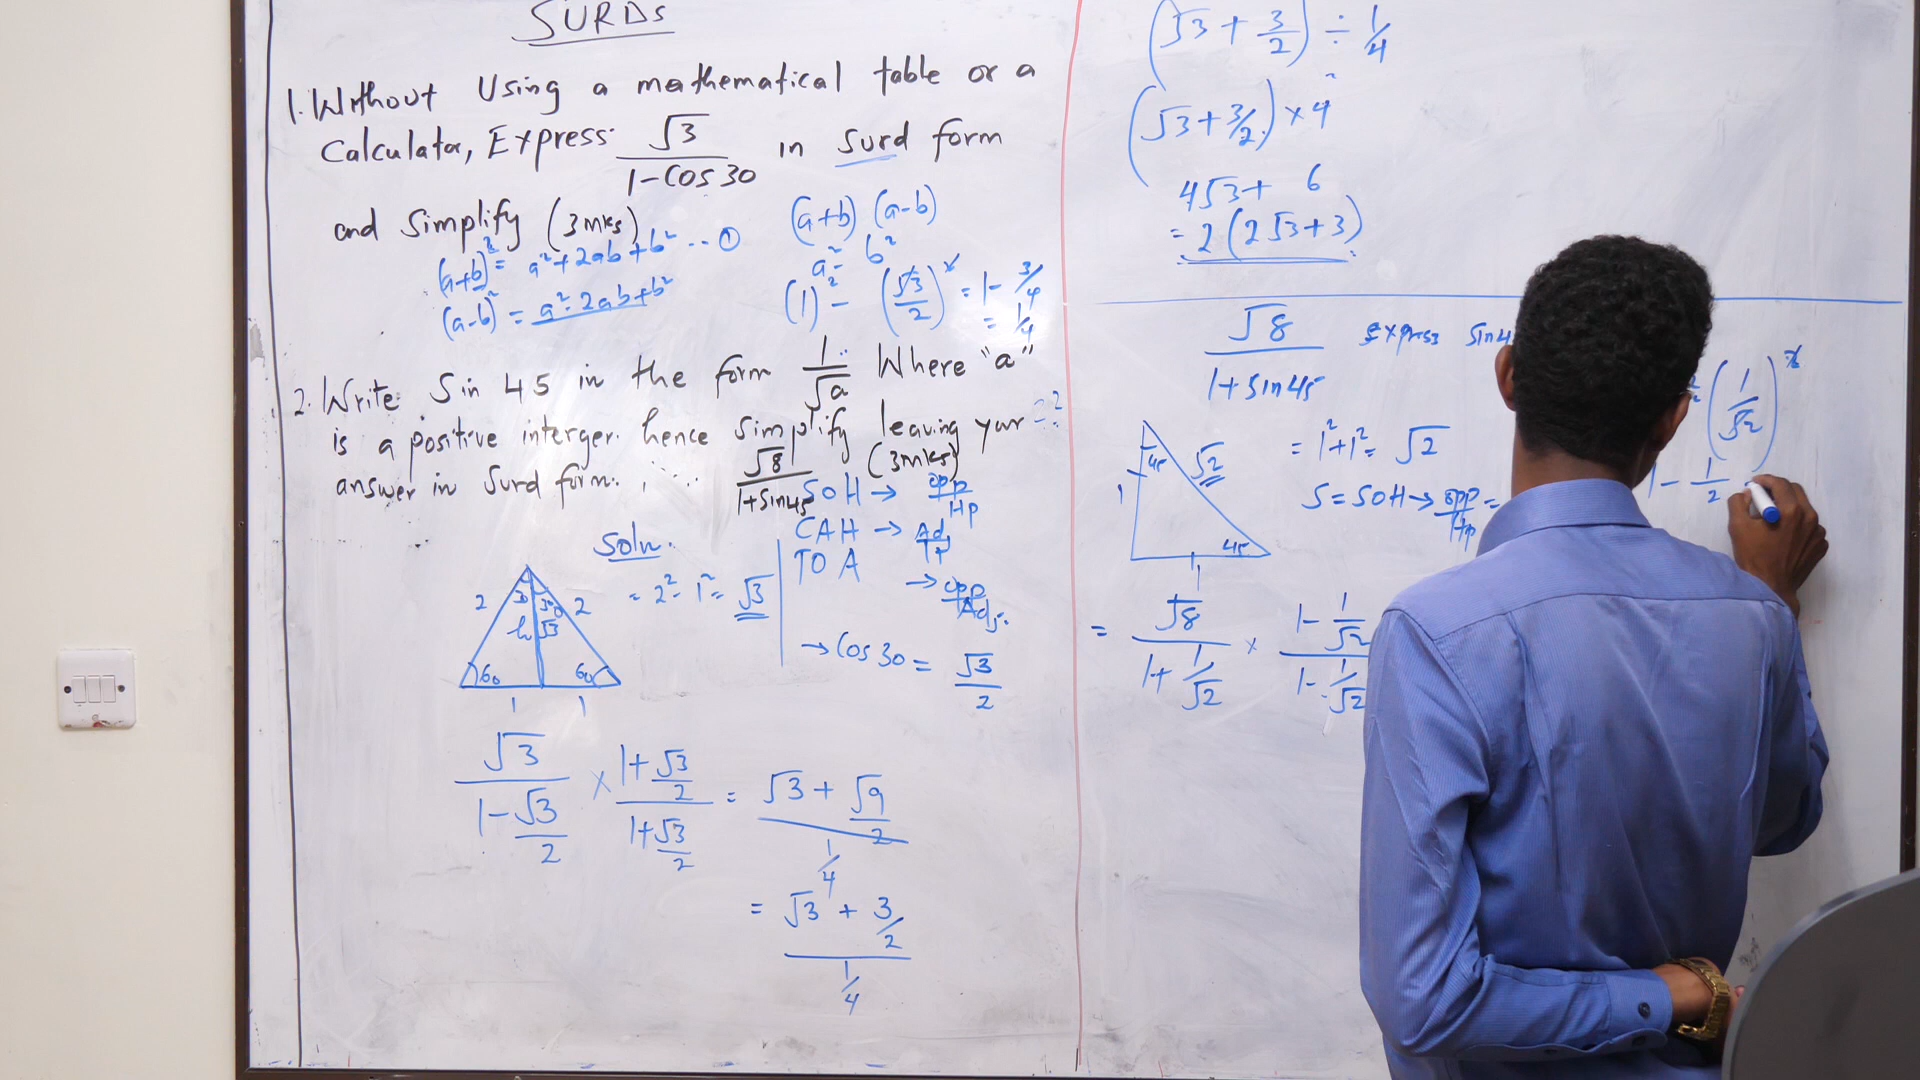 SURDS
1. Without Using a mathematical table or a
Calculator, Express √3/(1-Cos 30) in Surd form
and Simplify (3mks)
(a+b)² = a²+2ab+b² -- ①
(a-b)² = a²-2ab+b²
(a+b) (a-b)
a² - b²
(1)² - (√3/2)² = 1 - 3/4
= 1/4
2. Write Sin 45 in the form 1/√a Where "a"
is a positive interger. hence Simplify leaving your
answer in Surd form. √8/(1+sin45) (3mks)
Soln.
SOH → opp/Hp
CAH → Adj
TOA → opp/Adj.
→ Cos 30 = √3/2
= 2² - 1² = √3
2 30 30 2
h √3
60 60
1 1
√3/(1-√3/2) × (1+√3/2)/(1+√3/2) = (√3 + √9/2)/(1/4)
= (√3 + 3/2)/(1/4)
(√3 + 3/2) ÷ 1/4
(√3 + 3/2) × 4
4√3 + 6
= 2(2√3+3)
√8/(1+sin45) Express Sin4
45 √2
1
45
1
= 1²+1² = √2
S = SOH → opp/Hp =
= √8/(1+1/√2) × (1-1/√2)/(1-1/√2)
(1/√2)²
1 - 1/2